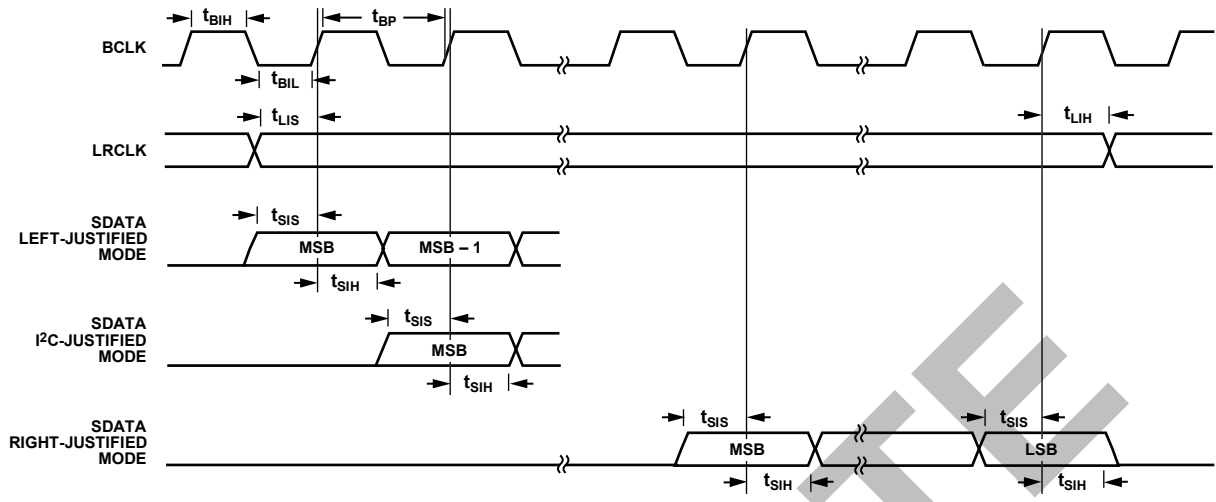 tBIH
tBP
BCLK
tBIL
tLIS
tLIH
LRCLK
SDATA
LEFT-JUSTIFIED
MODE
tSIS
MSB
MSB – 1
tSIH
SDATA
I²C-JUSTIFIED
MODE
tSIS
MSB
tSIH
SDATA
RIGHT-JUSTIFIED
MODE
tSIS
tSIS
MSB
LSB
tSIH
tSIH
TE